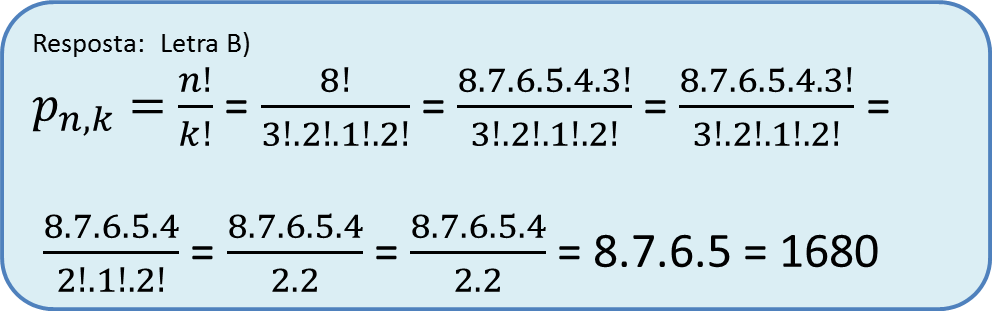 Resposta: Letra B)
𝑝ₙ,ₖ = n!/k! = 8!/3!.2!.1!.2! = 8.7.6.5.4.3!/3!.2!.1!.2! = 8.7.6.5.4.3!/3!.2!.1!.2! =
8.7.6.5.4/2!.1!.2! = 8.7.6.5.4/2.2 = 8.7.6.5.4/2.2 = 8.7.6.5 = 1680